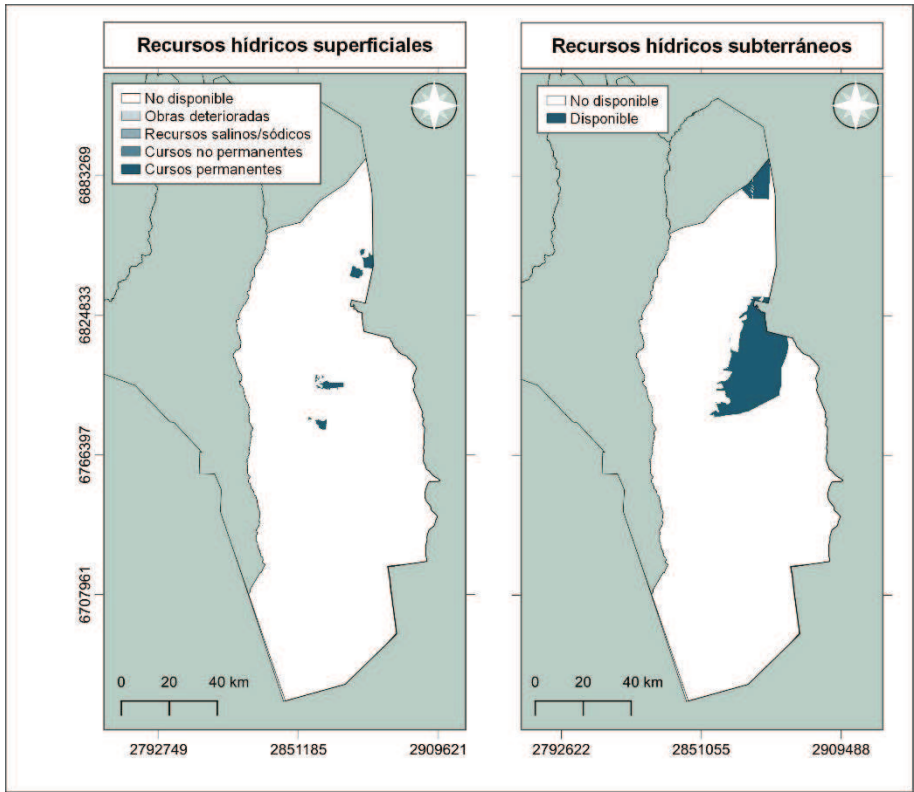 Recursos hídricos superficiales
No disponible
Obras deterioradas
Recursos salinos/sódicos
Cursos no permanentes
Cursos permanentes
6883269
6824833
6766397
6707961
0 20 40 km
2792749 2851185 2909621
Recursos hídricos subterráneos
No disponible
Disponible
0 20 40 km
2792622 2851055 2909488